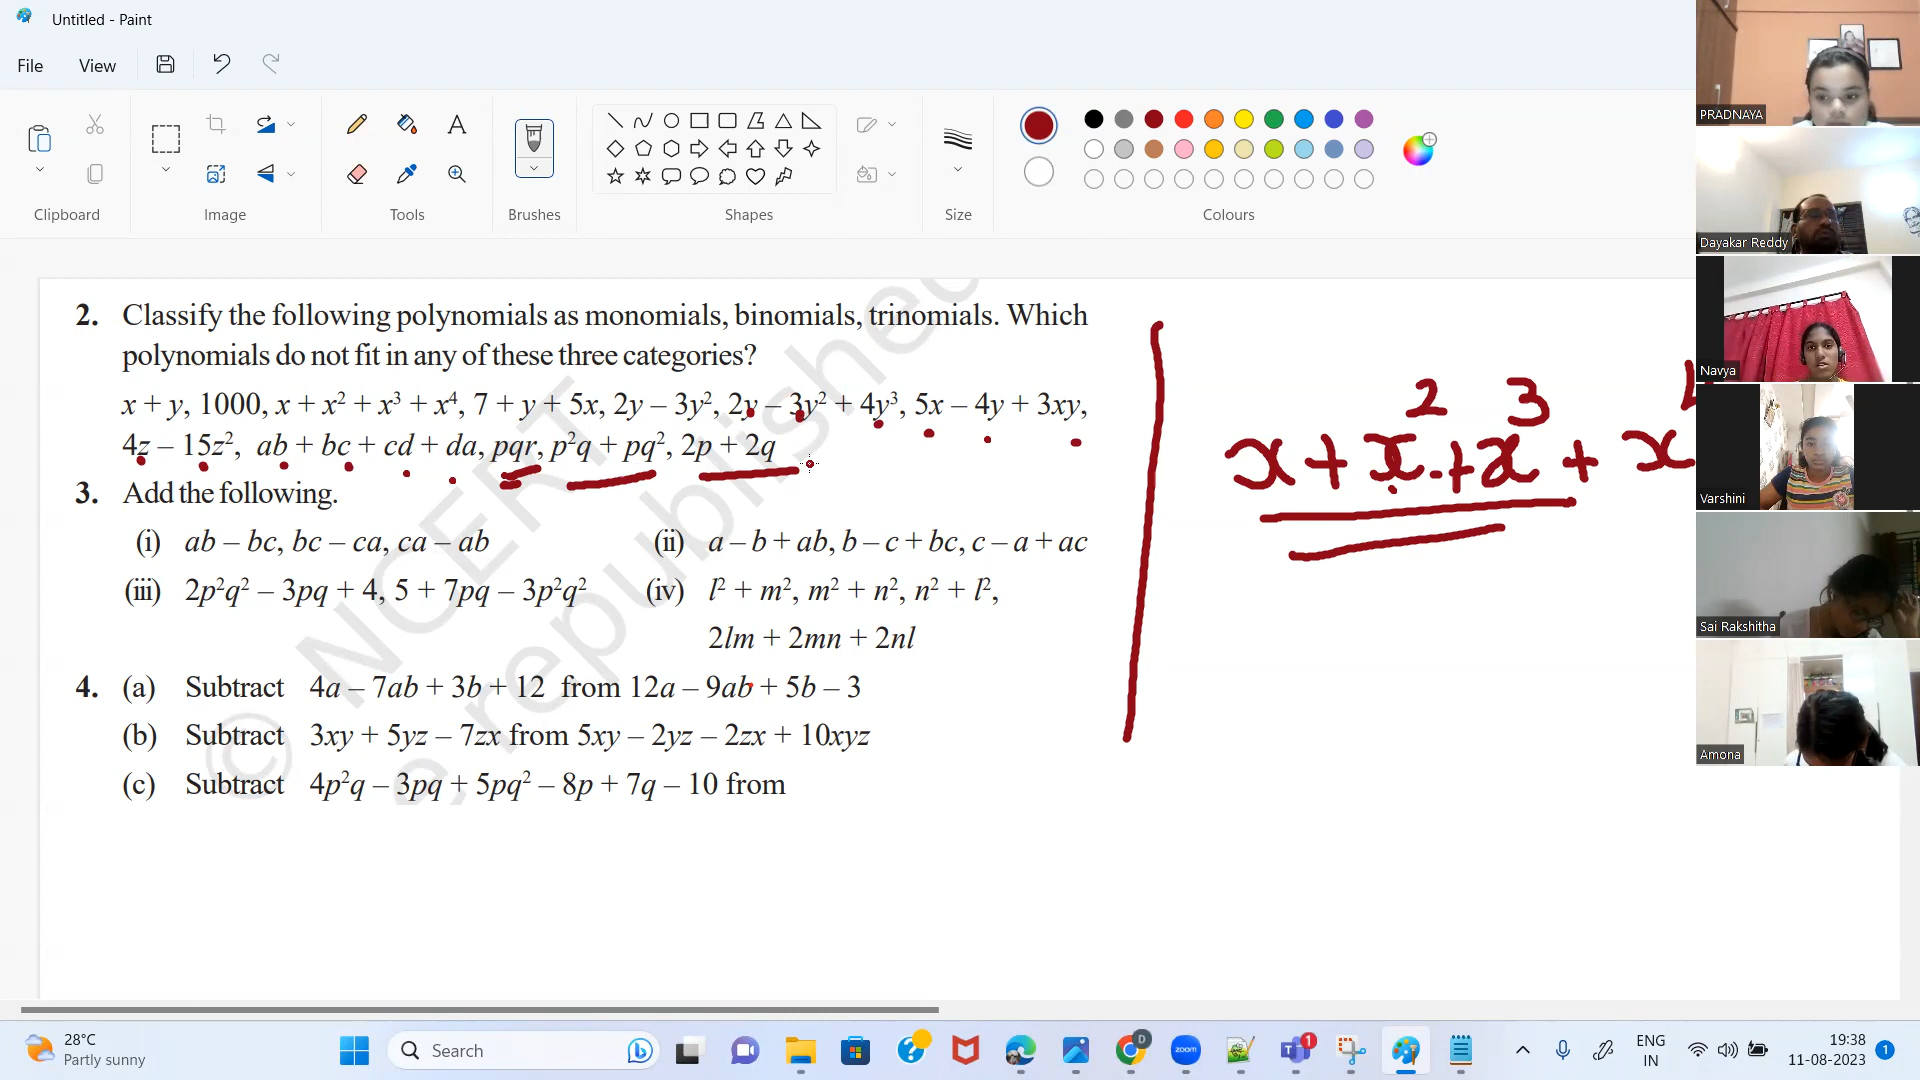 Untitled - Paint
File View
Clipboard Image Tools Brushes Shapes Size Colours
2. Classify the following polynomials as monomials, binomials, trinomials. Which
polynomials do not fit in any of these three categories?
x + y, 1000, x + x² + x³ + x⁴, 7 + y + 5x, 2y – 3y², 2y – 3y² + 4y³, 5x – 4y + 3xy,
4z – 15z², ab + bc + cd + da, pqr, p²q + pq², 2p + 2q
3. Add the following.
(i) ab – bc, bc – ca, ca – ab (ii) a – b + ab, b – c + bc, c – a + ac
(iii) 2p²q² – 3pq + 4, 5 + 7pq – 3p²q² (iv) l² + m², m² + n², n² + l²,
2lm + 2mn + 2nl
4. (a) Subtract 4a – 7ab + 3b + 12 from 12a – 9ab + 5b – 3
(b) Subtract 3xy + 5yz – 7zx from 5xy – 2yz – 2zx + 10xyz
(c) Subtract 4p²q – 3pq + 5pq² – 8p + 7q – 10 from
© NCERT
republished
x + x² + x³ + x
PRADNAYA
Dayakar Reddy
Navya
Varshini
Sai Rakshitha
Amona
28°C
Partly sunny
Search
D
zoom
1
ENG
IN
19:38
11-08-2023
1